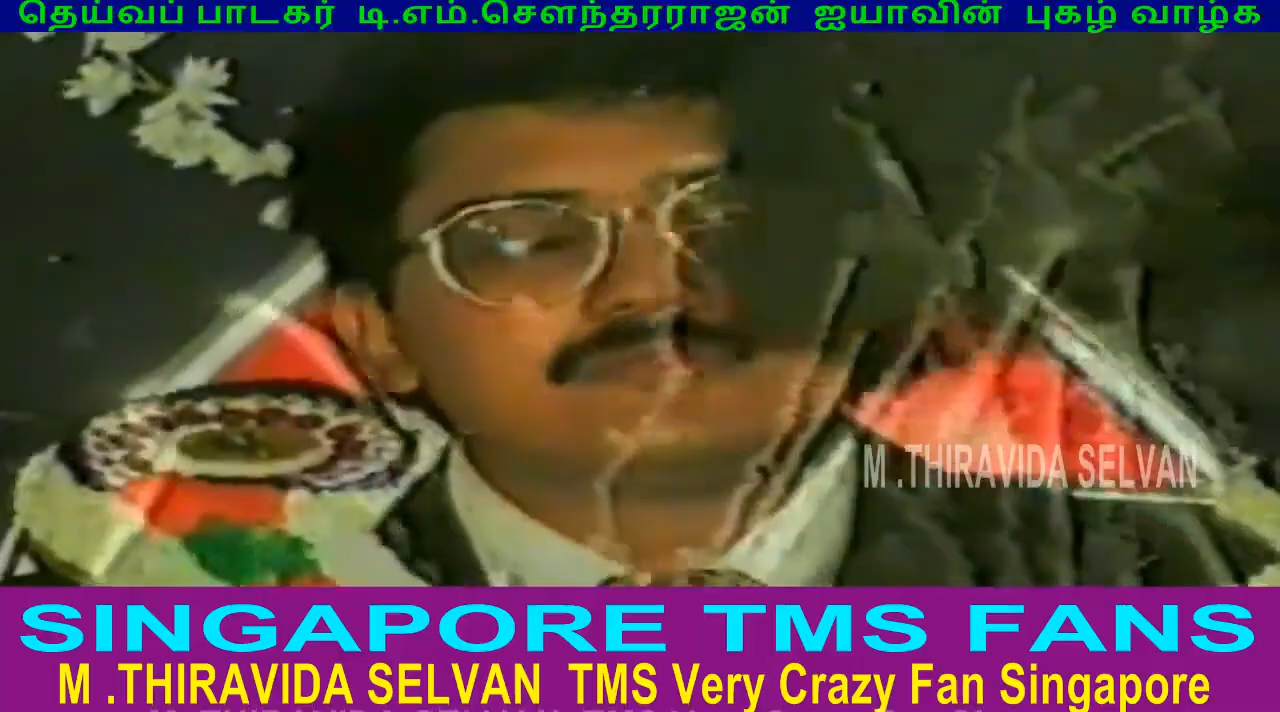 தெய்வப் பாடகர் டி.எம்.சௌந்தரராஜன் ஐயாவின் புகழ் வாழ்க
M .THIRAVIDA SELVAN
SINGAPORE TMS FANS
M .THIRAVIDA SELVAN TMS Very Crazy Fan Singapore